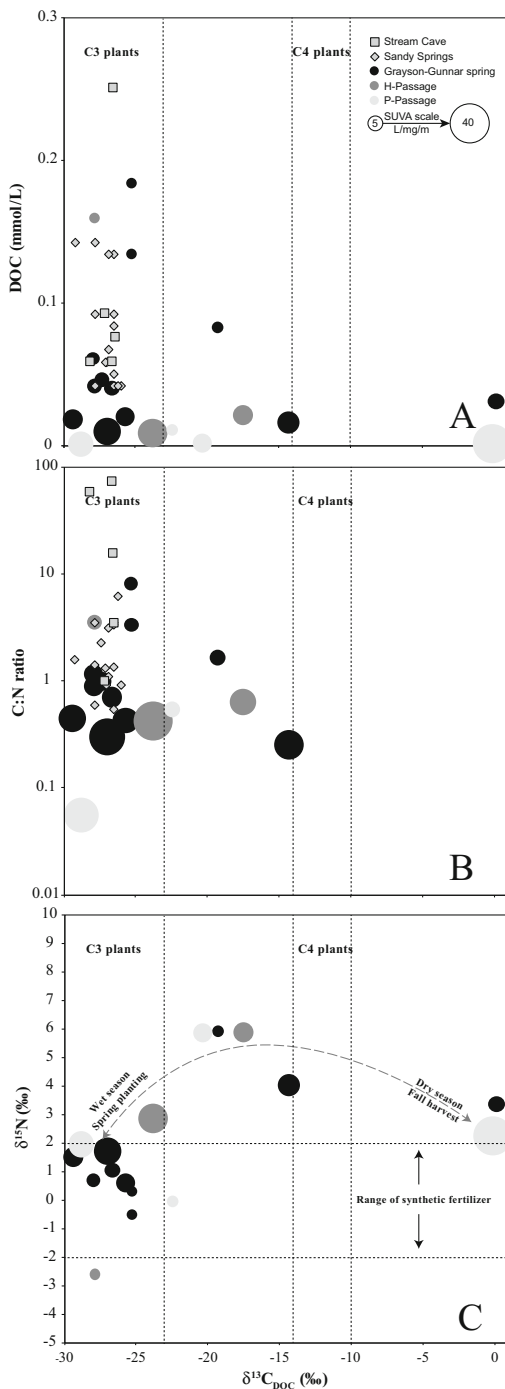 0.3
0.2
0.1
0
DOC (mmol/L)
C3 plants
C4 plants
Stream Cave
Sandy Springs
Grayson-Gunnar spring
H-Passage
P-Passage
5
SUVA scale
L/mg/m
40
A
100
10
1
0.1
0.01
C:N ratio
C3 plants
C4 plants
B
10
9
8
7
6
5
4
3
2
1
0
-1
-2
-3
-4
-5
δ¹⁵N (‰)
C3 plants
C4 plants
Wet season
Spring planting
Dry season
Fall harvest
Range of synthetic fertilizer
C
-30
-25
-20
-15
-10
-5
0
δ¹³C_DOC (‰)